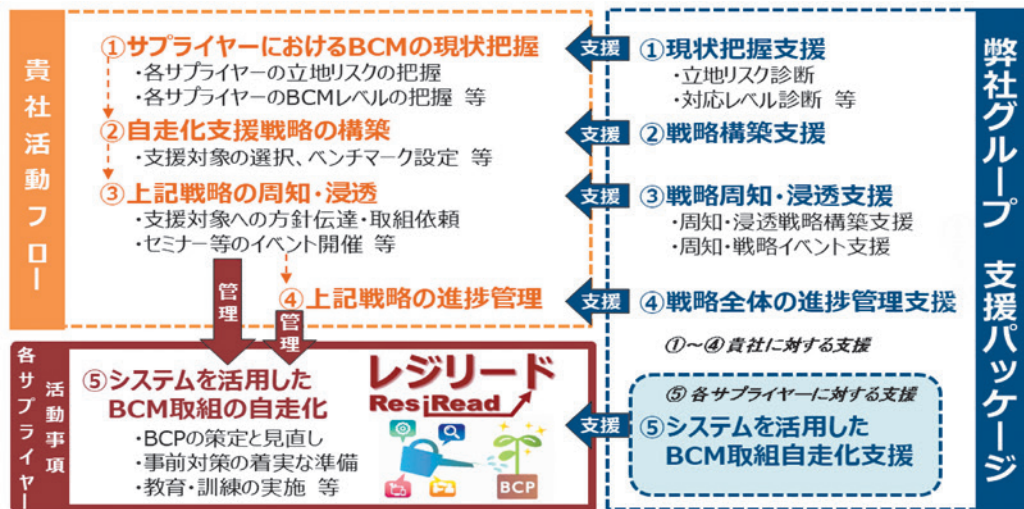 貴社活動フロー
①サプライヤーにおけるBCMの現状把握
・各サプライヤーの立地リスクの把握
・各サプライヤーのBCMレベルの把握 等
②自走化支援戦略の構築
・支援対象の選択、ベンチマーク設定 等
③上記戦略の周知・浸透
・支援対象への方針伝達・取組依頼
・セミナー等のイベント開催 等
管理
④上記戦略の進捗管理
管理
各サプライヤー
活動事項
⑤システムを活用した
BCM取組の自走化
・BCPの策定と見直し
・事前対策の着実な準備
・教育・訓練の実施 等
レジリード
ResiRead
BCP
支援
支援
支援
支援
支援
①現状把握支援
・立地リスク診断
・対応レベル診断 等
②戦略構築支援
③戦略周知・浸透支援
・周知・浸透戦略構築支援
・周知・戦略イベント支援
④戦略全体の進捗管理支援
①～④貴社に対する支援
⑤各サプライヤーに対する支援
⑤システムを活用した
BCM取組自走化支援
弊社グループ 支援パッケージ